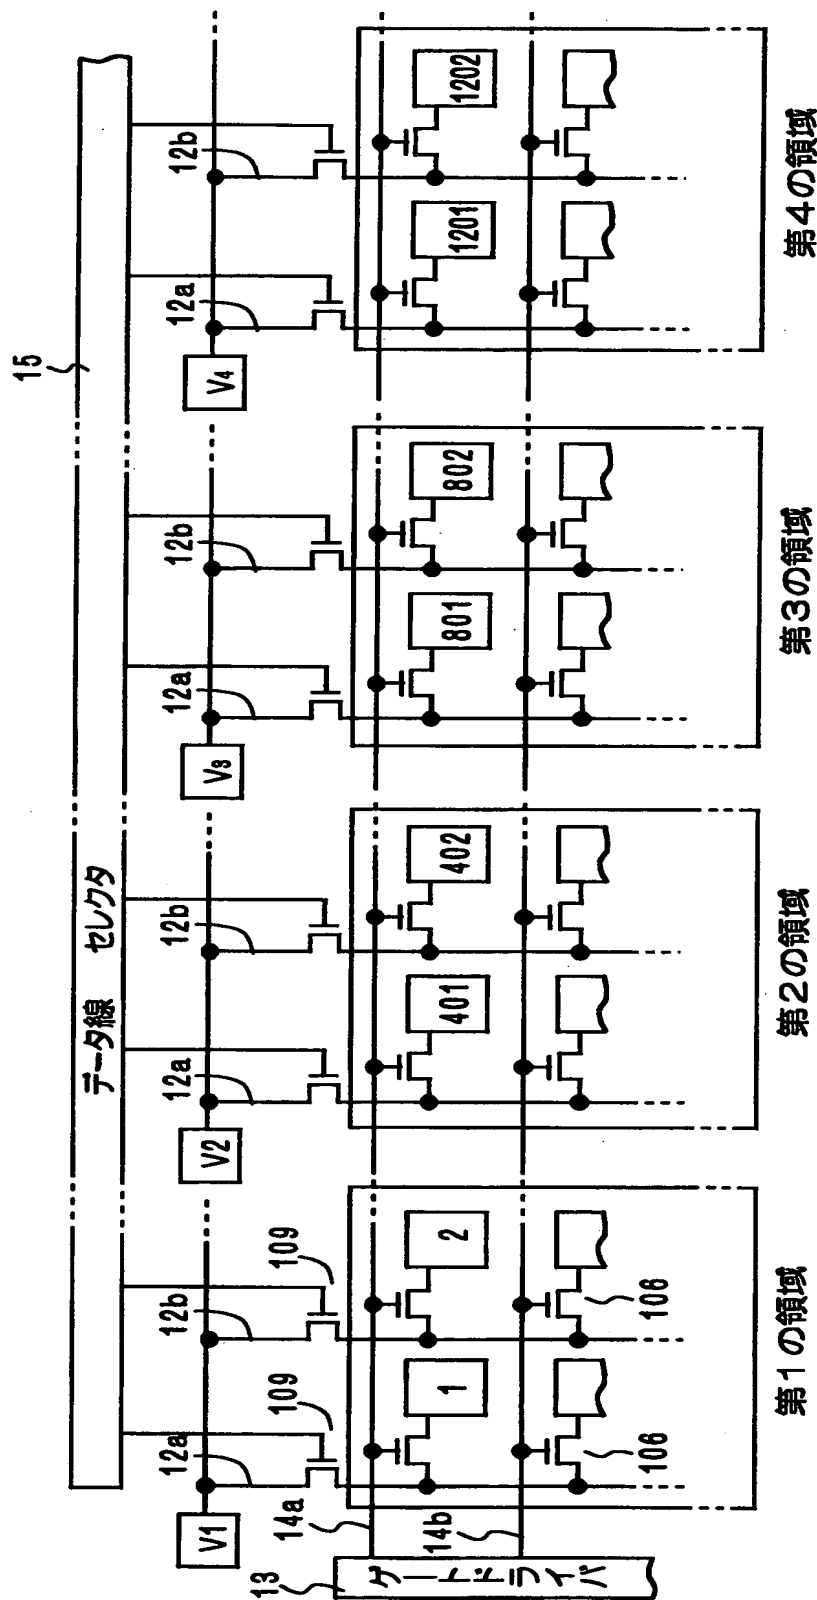 15
データ線 セレクタ
V1
12a
12b
V2
12a
12b
V3
12a
12b
V4
12a
12b
109
109
13
ゲートドライバ
14a
14b
1
2
401
402
801
802
1201
1202
106
106
第1の領域
第2の領域
第3の領域
第4の領域